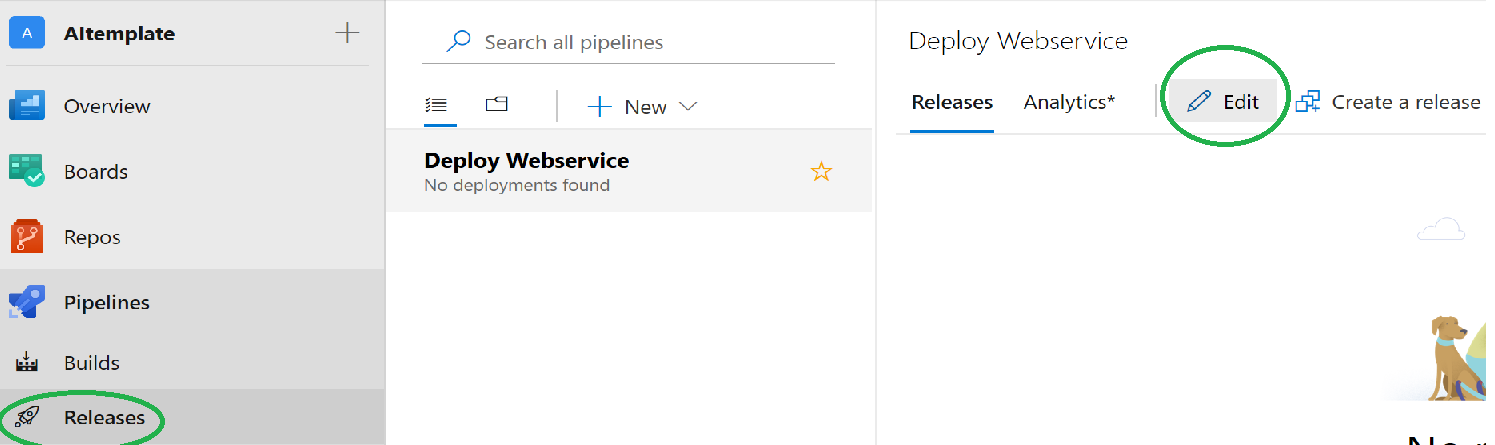 A AItemplate
Overview
Boards
Repos
Pipelines
Builds
Releases
Search all pipelines
New
Deploy Webservice
No deployments found
Deploy Webservice
Releases Analytics* Edit Create a release